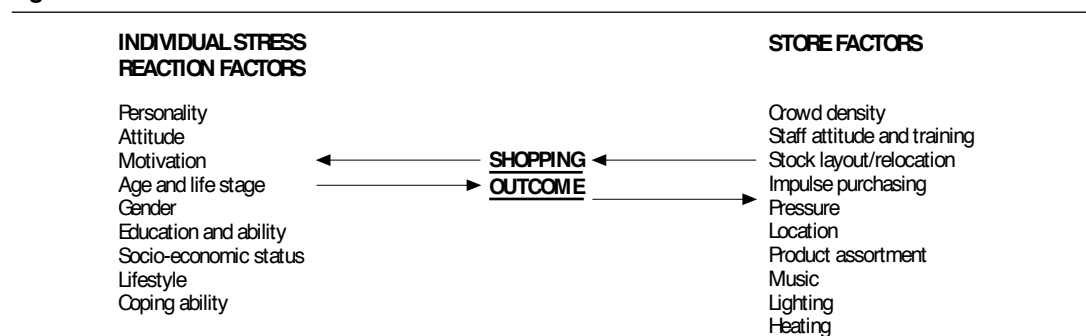 INDIVIDUAL STRESS
REACTION FACTORS
Personality
Attitude
Motivation
Age and life stage
Gender
Education and ability
Socio-economic status
Lifestyle
Coping ability
SHOPPING
OUTCOME
STORE FACTORS
Crowd density
Staff attitude and training
Stock layout/relocation
Impulse purchasing
Pressure
Location
Product assortment
Music
Lighting
Heating